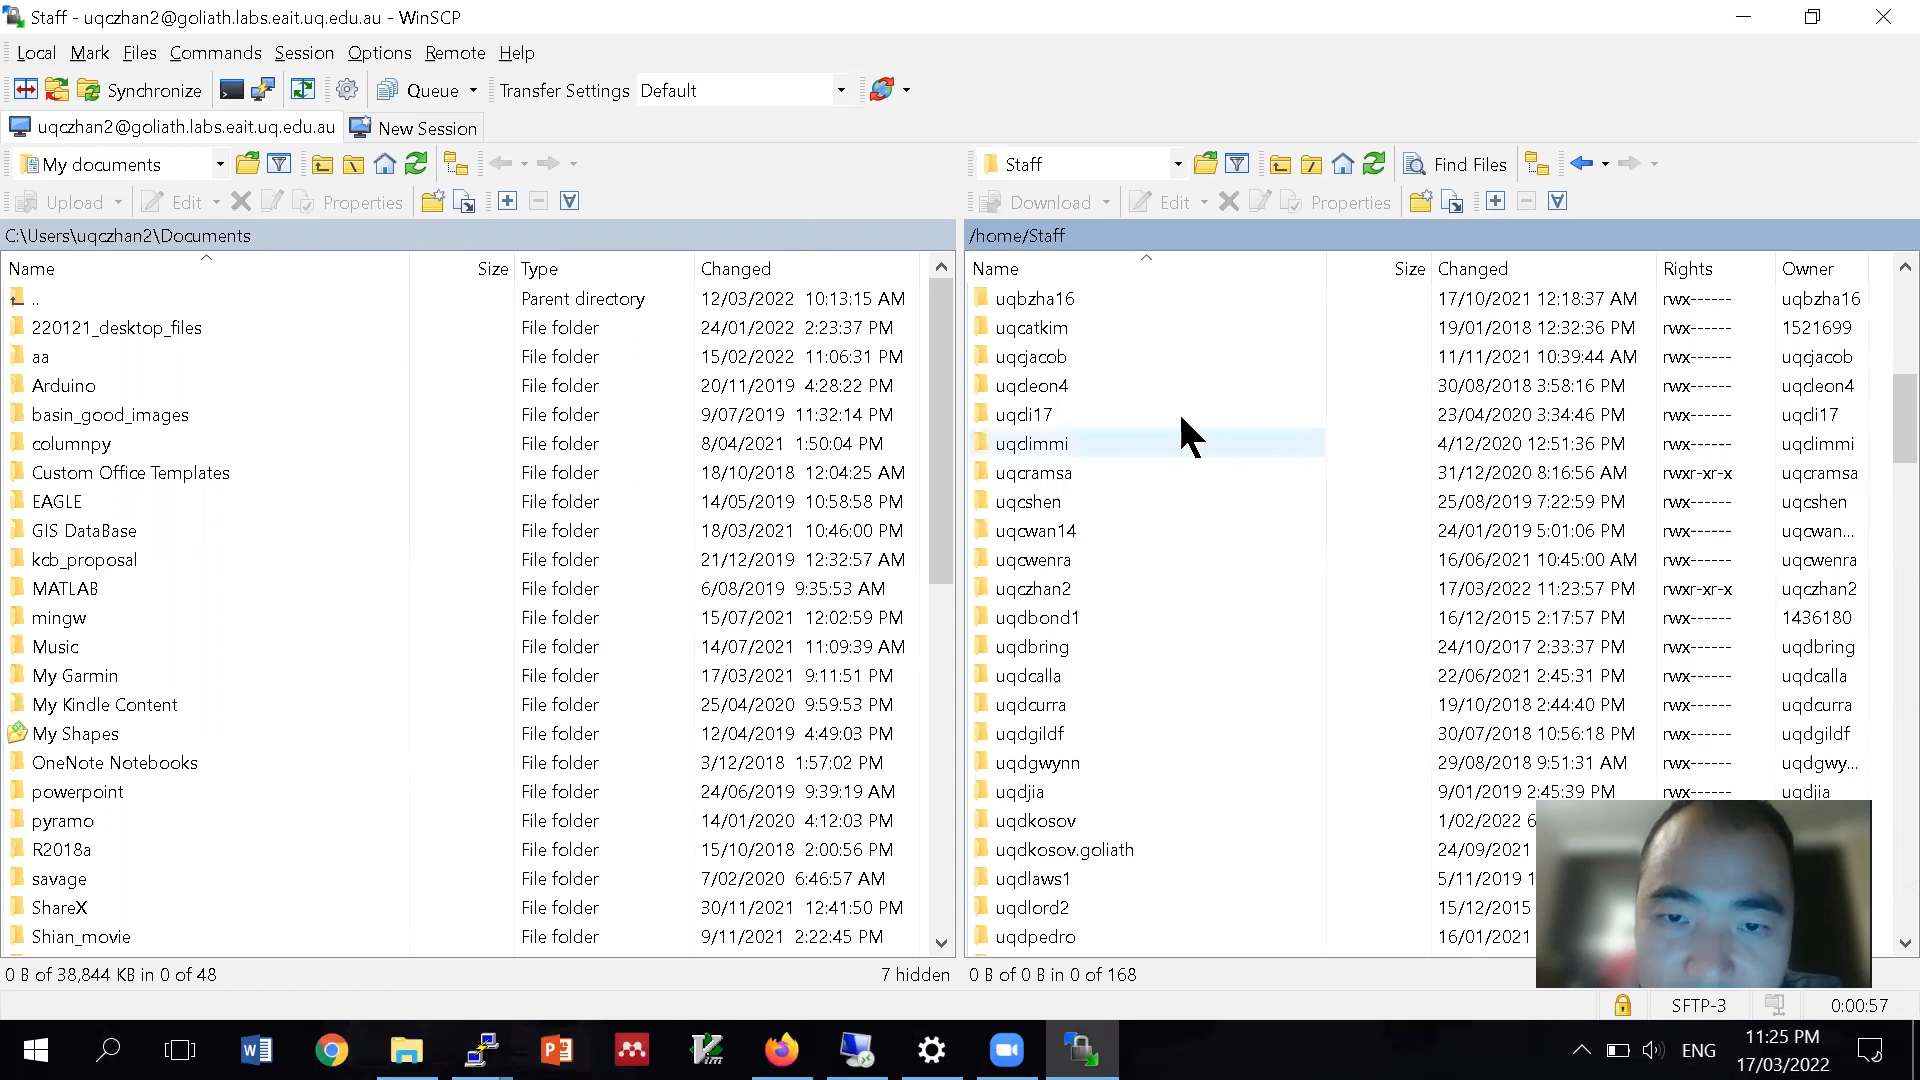 Staff - uqczhan2@goliath.labs.eait.uq.edu.au - WinSCP
Local Mark Files Commands Session Options Remote Help
Synchronize Queue Transfer Settings Default
uqczhan2@goliath.labs.eait.uq.edu.au New Session
My documents Staff Find Files
Upload Edit Properties Download Edit Properties
C:\Users\uqczhan2\Documents /home/Staff
Name Size Type Changed Name Size Changed Rights Owner
.. Parent directory 12/03/2022 10:13:15 AM uqbzha16 17/10/2021 12:18:37 AM rwx------ uqbzha16
220121_desktop_files File folder 24/01/2022 2:23:37 PM uqcatkim 19/01/2018 12:32:36 PM rwx------ 1521699
aa File folder 15/02/2022 11:06:31 PM uqcjacob 11/11/2021 10:39:44 AM rwx------ uqcjacob
Arduino File folder 20/11/2019 4:28:22 PM uqcleon4 30/08/2018 3:58:16 PM rwx------ uqcleon4
basin_good_images File folder 9/07/2019 11:32:14 PM uqcli17 23/04/2020 3:34:46 PM rwx------ uqcli17
columnpy File folder 8/04/2021 1:50:04 PM uqclimmi 4/12/2020 12:51:36 PM rwx------ uqclimmi
Custom Office Templates File folder 18/10/2018 12:04:25 AM uqcramsa 31/12/2020 8:16:56 AM rwxr-xr-x uqcramsa
EAGLE File folder 14/05/2019 10:58:58 PM uqcshen 25/08/2019 7:22:59 PM rwx------ uqcshen
GIS DataBase File folder 18/03/2021 10:46:00 PM uqcwan14 24/01/2019 5:01:06 PM rwx------ uqcwan...
kcb_proposal File folder 21/12/2019 12:32:57 AM uqcwenra 16/06/2021 10:45:00 AM rwx------ uqcwenra
MATLAB File folder 6/08/2019 9:35:53 AM uqczhan2 17/03/2022 11:23:57 PM rwxr-xr-x uqczhan2
mingw File folder 15/07/2021 12:02:59 PM uqdbond1 16/12/2015 2:17:57 PM rwx------ 1436180
Music File folder 14/07/2021 11:09:39 AM uqdbring 24/10/2017 2:33:37 PM rwx------ uqdbring
My Garmin File folder 17/03/2021 9:11:51 PM uqdcalla 22/06/2021 2:45:31 PM rwx------ uqdcalla
My Kindle Content File folder 25/04/2020 9:59:53 PM uqdcurra 19/10/2018 2:44:40 PM rwx------ uqdcurra
My Shapes File folder 12/04/2019 4:49:03 PM uqdgildf 30/07/2018 10:56:18 PM rwx------ uqdgildf
OneNote Notebooks File folder 3/12/2018 1:57:02 PM uqdgwynn 29/08/2018 9:51:31 AM rwx------ uqdgwy...
powerpoint File folder 24/06/2019 9:39:19 AM uqdjia 9/01/2019 2:45:39 PM rwx------ uqdjia
pyramo File folder 14/01/2020 4:12:03 PM uqdkosov 1/02/2022 6
R2018a File folder 15/10/2018 2:00:56 PM uqdkosov.goliath 24/09/2021
savage File folder 7/02/2020 6:46:57 AM uqdlaws1 5/11/2019 1
ShareX File folder 30/11/2021 12:41:50 PM uqdlord2 15/12/2015
Shian_movie File folder 9/11/2021 2:22:45 PM uqdpedro 16/01/2021
0 B of 38,844 KB in 0 of 48 7 hidden 0 B of 0 B in 0 of 168
SFTP-3 0:00:57
ENG 11:25 PM
17/03/2022